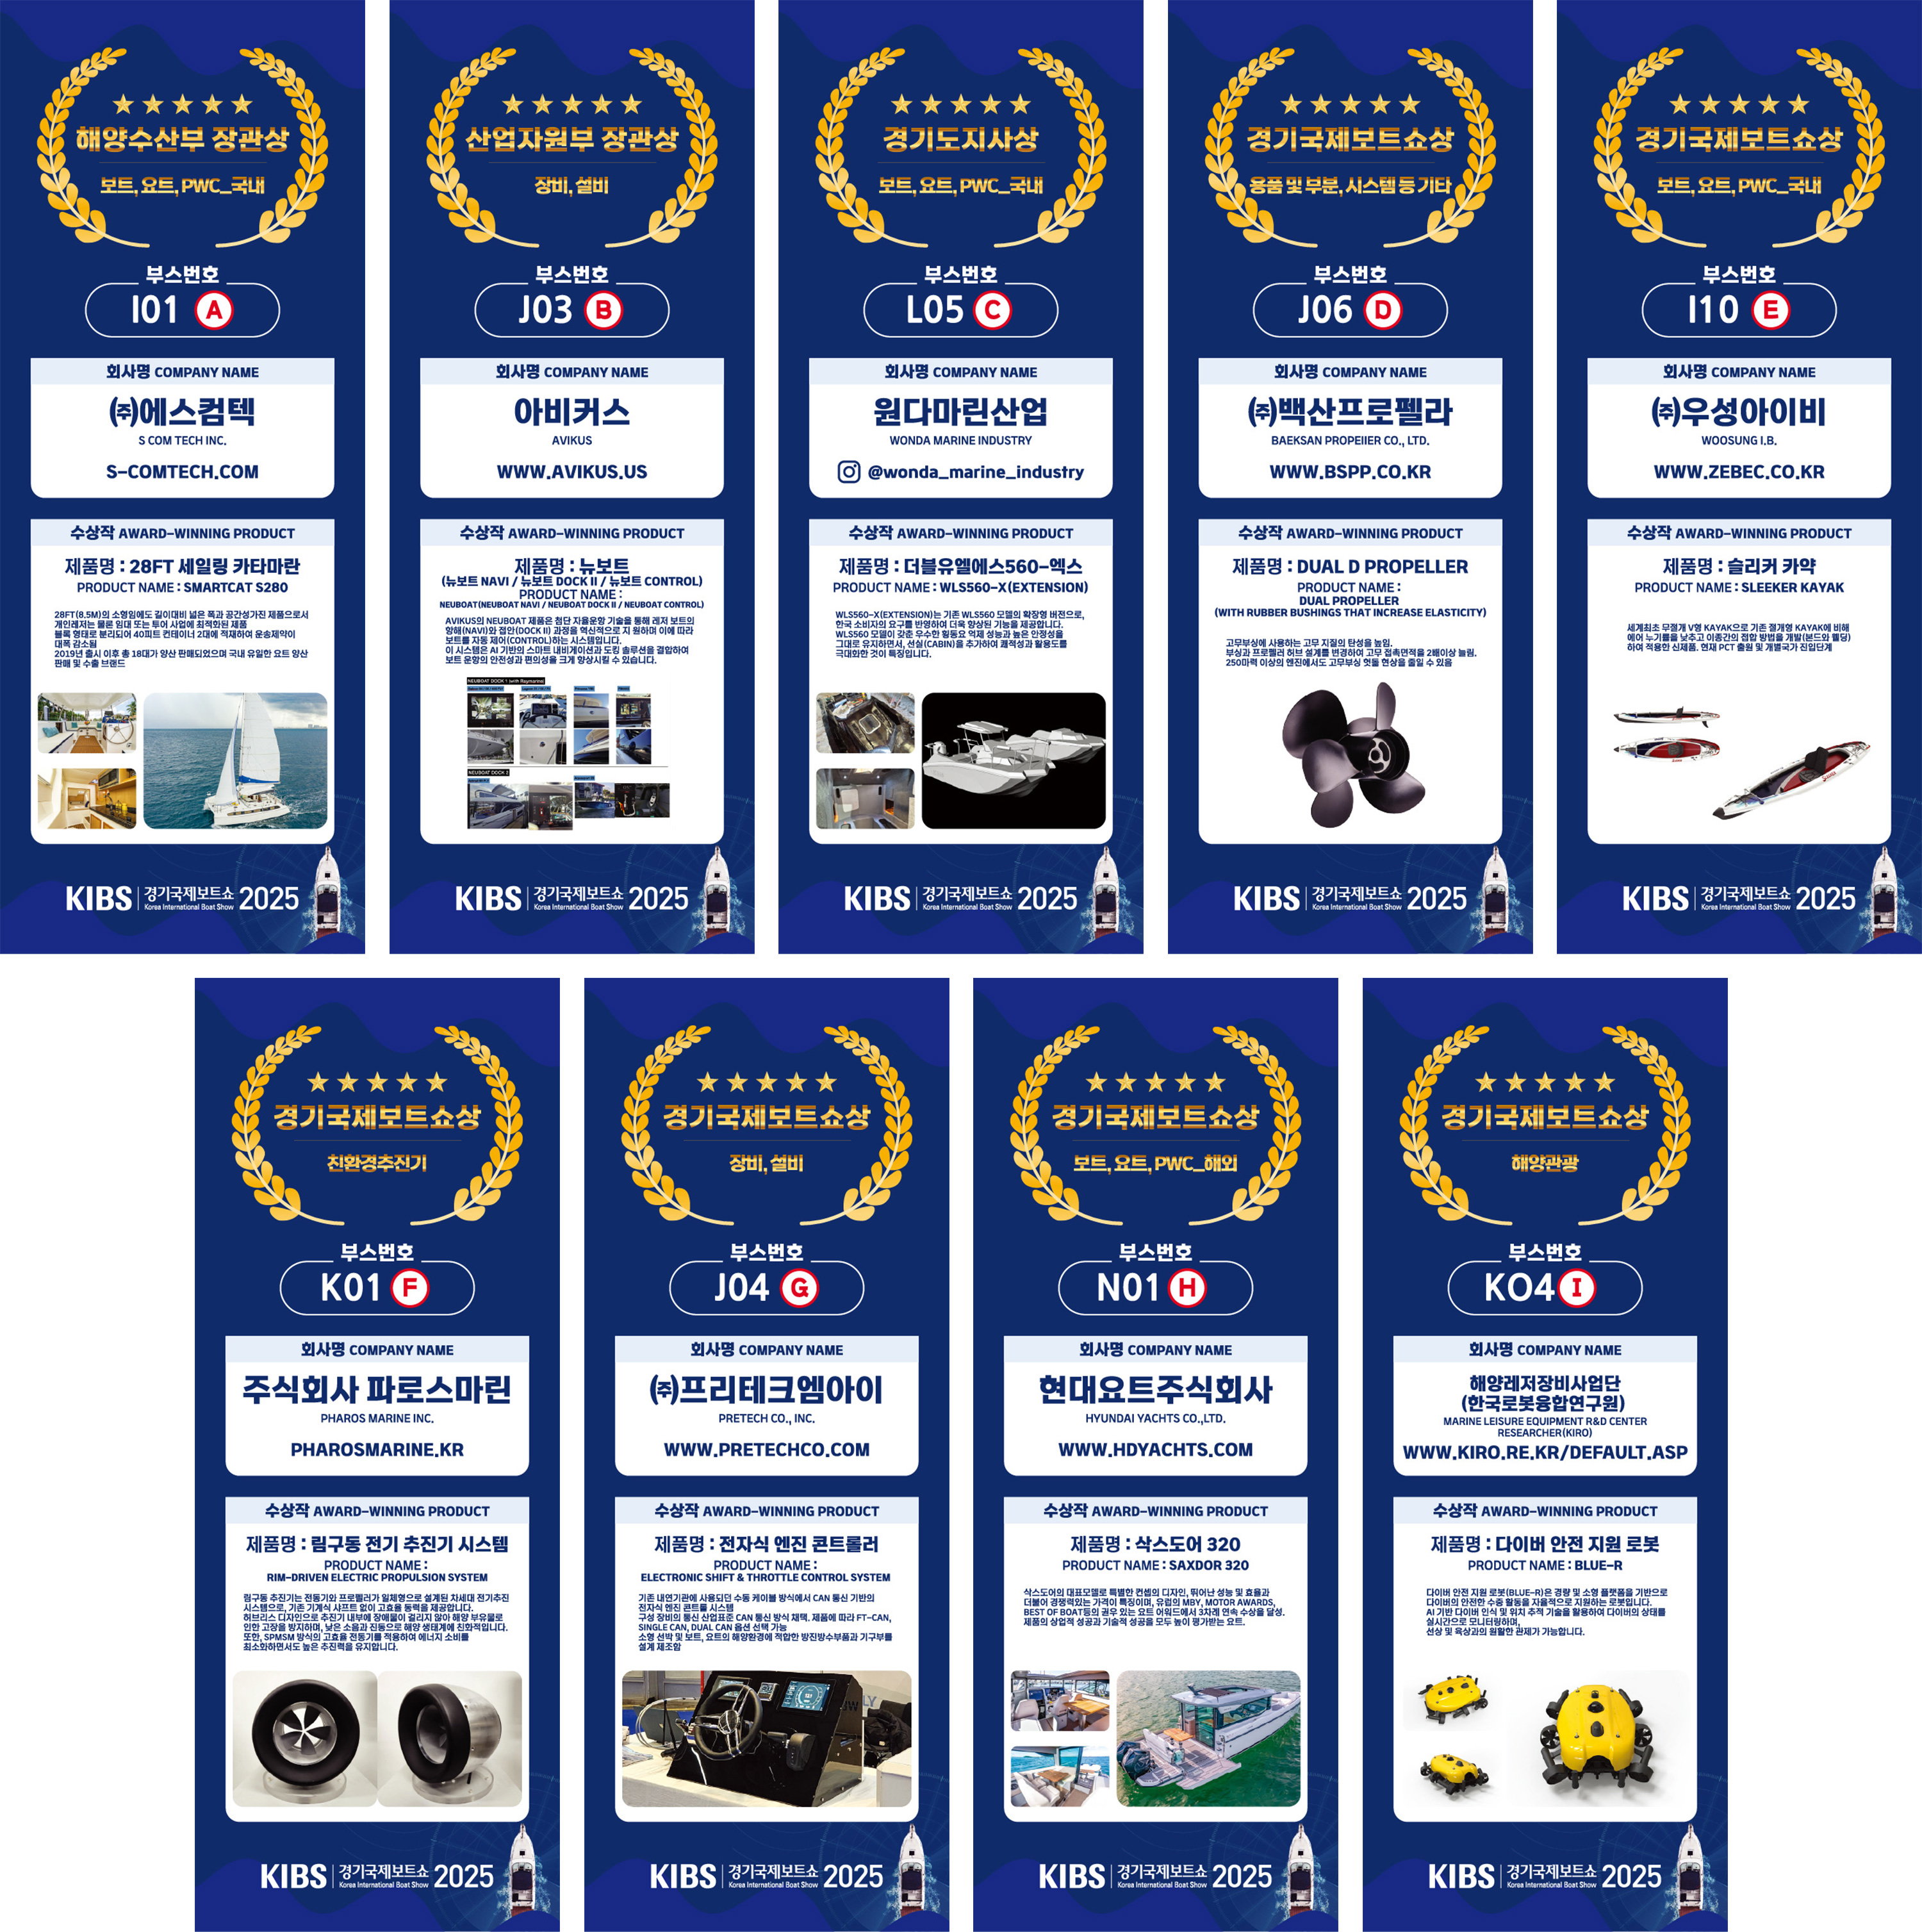 해양수산부 장관상
보트, 요트, PWC_국내
부스번호
I01 A
회사명 COMPANY NAME
㈜에스컴텍
S COM TECH INC.
S-COMTECH.COM
수상작 AWARD-WINNING PRODUCT
제품명 : 28FT 세일링 카타마란
PRODUCT NAME : SMARTCAT S280
28FT(8.5M)의 소형임에도 길이대비 넓은 폭과 공간성가진 제품으로서
개인레저는 물론 임대 또는 투어 사업에 최적화된 제품
블록 형태로 분리되어 40피트 컨테이너 2대에 적재하여 운송제약이
대폭 감소됨
2019년 출시 이후 총 18대가 양산 판매되었으며 국내 유일한 요트 양산
판매 및 수출 브랜드
KIBS 경기국제보트쇼 2025
Korea International Boat Show
산업자원부 장관상
장비, 설비
부스번호
J03 B
회사명 COMPANY NAME
아비커스
AVIKUS
WWW.AVIKUS.US
수상작 AWARD-WINNING PRODUCT
제품명 : 뉴보트
(뉴보트 NAVI / 뉴보트 DOCK II / 뉴보트 CONTROL)
PRODUCT NAME :
NEUBOAT(NEUBOAT NAVI / NEUBOAT DOCK II / NEUBOAT CONTROL)
AVIKUS의 NEUBOAT 제품은 첨단 자율운항 기술을 통해 레저 보트의
항해(NAVI)와 접안(DOCK II) 과정을 혁신적으로 지 원하며 이에 따라
보트를 자동 제어(CONTROL)하는 시스템입니다.
이 시스템은 AI 기반의 스마트 내비게이션과 도킹 솔루션을 결합하여
보트 운항의 안전성과 편의성을 크게 향상시킬 수 있습니다.
NEUBOAT DOCK 1 (with Raymarine)
NEUBOAT DOCK 2
KIBS 경기국제보트쇼 2025
Korea International Boat Show
경기도지사상
보트, 요트, PWC_국내
부스번호
L05 C
회사명 COMPANY NAME
원다마린산업
WONDA MARINE INDUSTRY
@wonda_marine_industry
수상작 AWARD-WINNING PRODUCT
제품명 : 더블유엘에스560-엑스
PRODUCT NAME : WLS560-X(EXTENSION)
WLS560-X(EXTENSION)는 기존 WLS560 모델의 확장형 버전으로,
한국 소비자의 요구를 반영하여 더욱 향상된 기능을 제공합니다.
WLS560 모델이 갖춘 우수한 횡동요 억제 성능과 높은 안정성을
그대로 유지하면서, 선실(CABIN)을 추가하여 쾌적성과 활용도를
극대화한 것이 특징입니다.
KIBS 경기국제보트쇼 2025
Korea International Boat Show
경기국제보트쇼상
용품 및 부분, 시스템 등 기타
부스번호
J06 D
회사명 COMPANY NAME
㈜백산프로펠라
BAEKSAN PROPEIIER CO., LTD.
WWW.BSPP.CO.KR
수상작 AWARD-WINNING PRODUCT
제품명 : DUAL D PROPELLER
PRODUCT NAME :
DUAL PROPELLER
(WITH RUBBER BUSHINGS THAT INCREASE ELASTICITY)
고무부싱에 사용하는 고무 지질의 탄성을 높임.
부싱과 프로펠러 허브 설계를 변경하여 고무 접촉면적을 2배이상 늘림.
250마력 이상의 엔진에서도 고무부싱 헛돎 현상을 줄일 수 있음
KIBS 경기국제보트쇼 2025
Korea International Boat Show
경기국제보트쇼상
보트, 요트, PWC_국내
부스번호
I10 E
회사명 COMPANY NAME
㈜우성아이비
WOOSUNG I.B.
WWW.ZEBEC.CO.KR
수상작 AWARD-WINNING PRODUCT
제품명 : 슬리커 카약
PRODUCT NAME : SLEEKER KAYAK
세계최초 무절개 V형 KAYAK으로 기존 절개형 KAYAK에 비해
에어 누기률을 낮추고 이종간의 접합 방법을 개발(본드와 웰딩)
하여 적용한 신제품. 현재 PCT 출원 및 개별국가 진입단계
KIBS 경기국제보트쇼 2025
Korea International Boat Show
경기국제보트쇼상
친환경추진기
부스번호
K01 F
회사명 COMPANY NAME
주식회사 파로스마린
PHAROS MARINE INC.
PHAROSMARINE.KR
수상작 AWARD-WINNING PRODUCT
제품명 : 림구동 전기 추진기 시스템
PRODUCT NAME :
RIM-DRIVEN ELECTRIC PROPULSION SYSTEM
림구동 추진기는 전동기와 프로펠러가 일체형으로 설계된 차세대 전기추진
시스템으로, 기존 기계식 샤프트 없이 고효율 동력을 제공합니다.
허브리스 디자인으로 추진기 내부에 장애물이 걸리지 않아 해양 부유물로
인한 고장을 방지하며, 낮은 소음과 진동으로 해양 생태계에 친화적입니다.
또한, SPMSM 방식의 고효율 전동기를 적용하여 에너지 소비를
최소화하면서도 높은 추진력을 유지합니다.
KIBS 경기국제보트쇼 2025
Korea International Boat Show
경기국제보트쇼상
장비, 설비
부스번호
J04 G
회사명 COMPANY NAME
㈜프리테크엠아이
PRETECH CO., INC.
WWW.PRETECHCO.COM
수상작 AWARD-WINNING PRODUCT
제품명 : 전자식 엔진 콘트롤러
PRODUCT NAME :
ELECTRONIC SHIFT & THROTTLE CONTROL SYSTEM
기존 내연기관에 사용되던 수동 케이블 방식에서 CAN 통신 기반의
전자식 엔진 콘트롤 시스템
구성 장비의 통신 산업표준 CAN 통신 방식 채택. 제품에 따라 FT-CAN,
SINGLE CAN, DUAL CAN 옵션 선택 가능
소형 선박 및 보트, 요트의 해양환경에 적합한 방진방수부품과 기구부를
설계 제조함
KIBS 경기국제보트쇼 2025
Korea International Boat Show
경기국제보트쇼상
보트, 요트, PWC_해외
부스번호
N01 H
회사명 COMPANY NAME
현대요트주식회사
HYUNDAI YACHTS CO.,LTD.
WWW.HDYACHTS.COM
수상작 AWARD-WINNING PRODUCT
제품명 : 삭스도어 320
PRODUCT NAME : SAXDOR 320
삭스도어의 대표모델로 특별한 컨셉의 디자인, 뛰어난 성능 및 효율과
더불어 경쟁력있는 가격이 특징이며, 유럽의 MBY, MOTOR AWARDS,
BEST OF BOAT등의 권우 있는 요트 어워드에서 3차례 연속 수상을 달성.
제품의 상업적 성공과 기술적 성공을 모두 높이 평가받는 요트.
KIBS 경기국제보트쇼 2025
Korea International Boat Show
경기국제보트쇼상
해양관광
부스번호
KO4 I
회사명 COMPANY NAME
해양레저장비사업단
(한국로봇융합연구원)
MARINE LEISURE EQUIPMENT R&D CENTER
RESEARCHER(KIRO)
WWW.KIRO.RE.KR/DEFAULT.ASP
수상작 AWARD-WINNING PRODUCT
제품명 : 다이버 안전 지원 로봇
PRODUCT NAME : BLUE-R
다이버 안전 지원 로봇(BLUE-R)은 경량 및 소형 플랫폼을 기반으로
다이버의 안전한 수중 활동을 자율적으로 지원하는 로봇입니다.
AI 기반 다이버 인식 및 위치 추적 기술을 활용하여 다이버의 상태를
실시간으로 모니터링하며,
선상 및 육상과의 원활한 관제가 가능합니다.
KIBS 경기국제보트쇼 2025
Korea International Boat Show